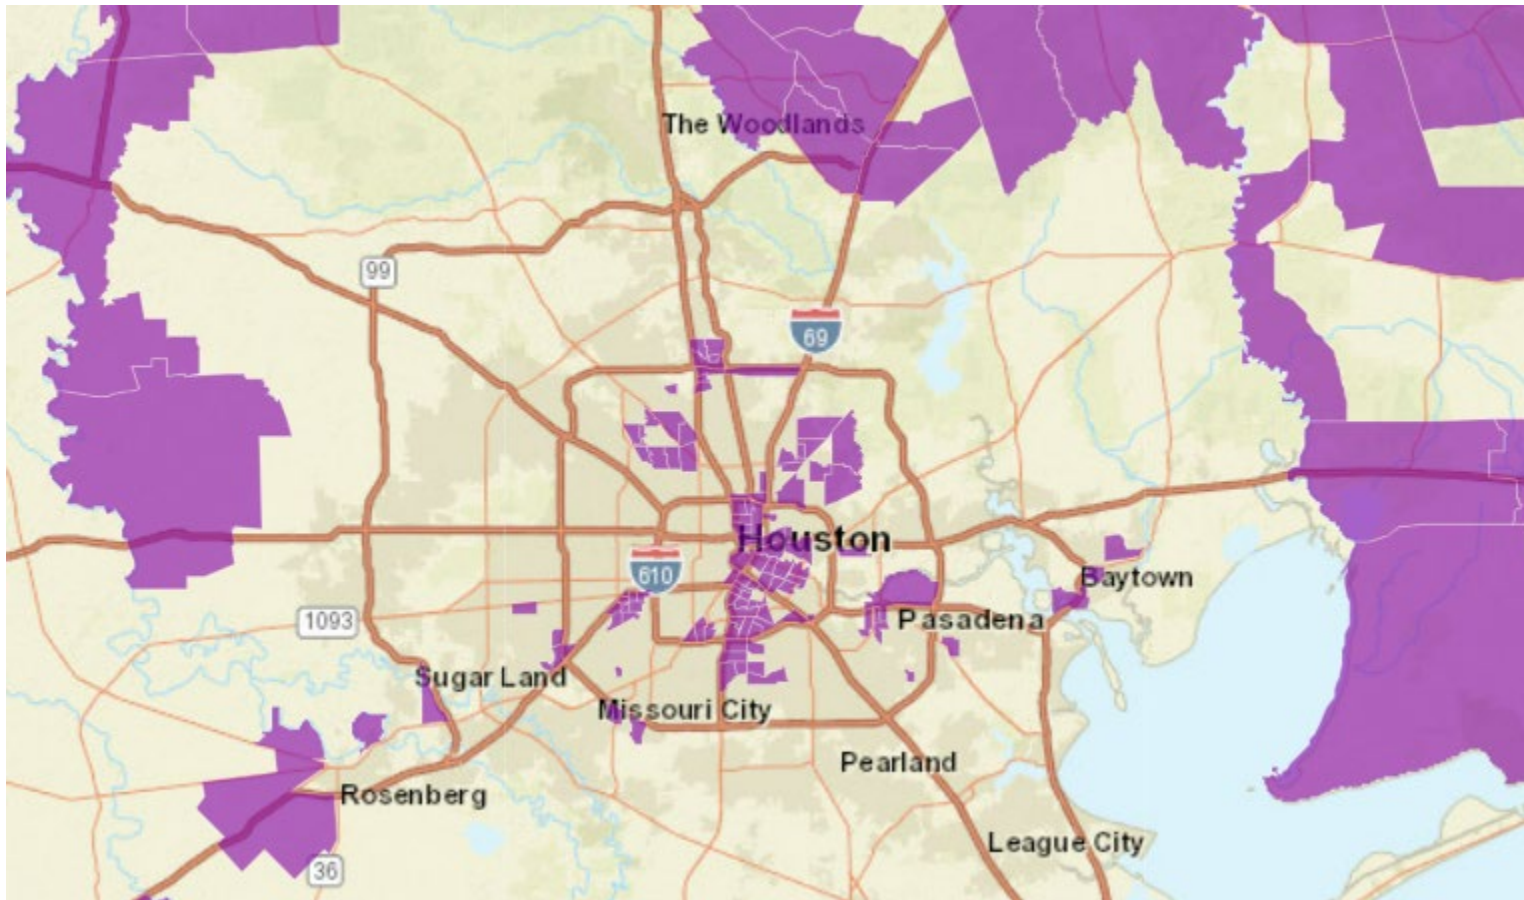 The Woodlands
99
69
Houston
610
Baytown
1093
Pasadena
Sugar Land
Missouri City
Pearland
Rosenberg
League City
36